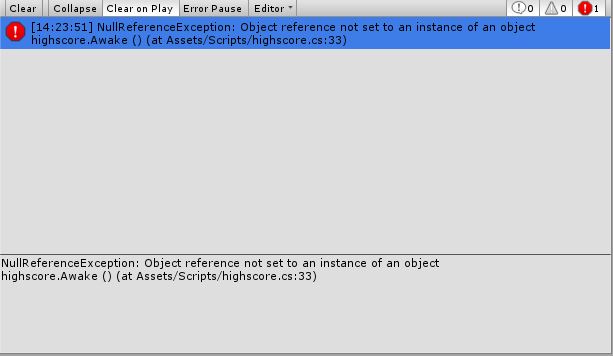 Clear Collapse Clear on Play Error Pause Editor 0 0 1
[14:23:51] NullReferenceException: Object reference not set to an instance of an object
highscore.Awake () (at Assets/Scripts/highscore.cs:33)
NullReferenceException: Object reference not set to an instance of an object
highscore.Awake () (at Assets/Scripts/highscore.cs:33)